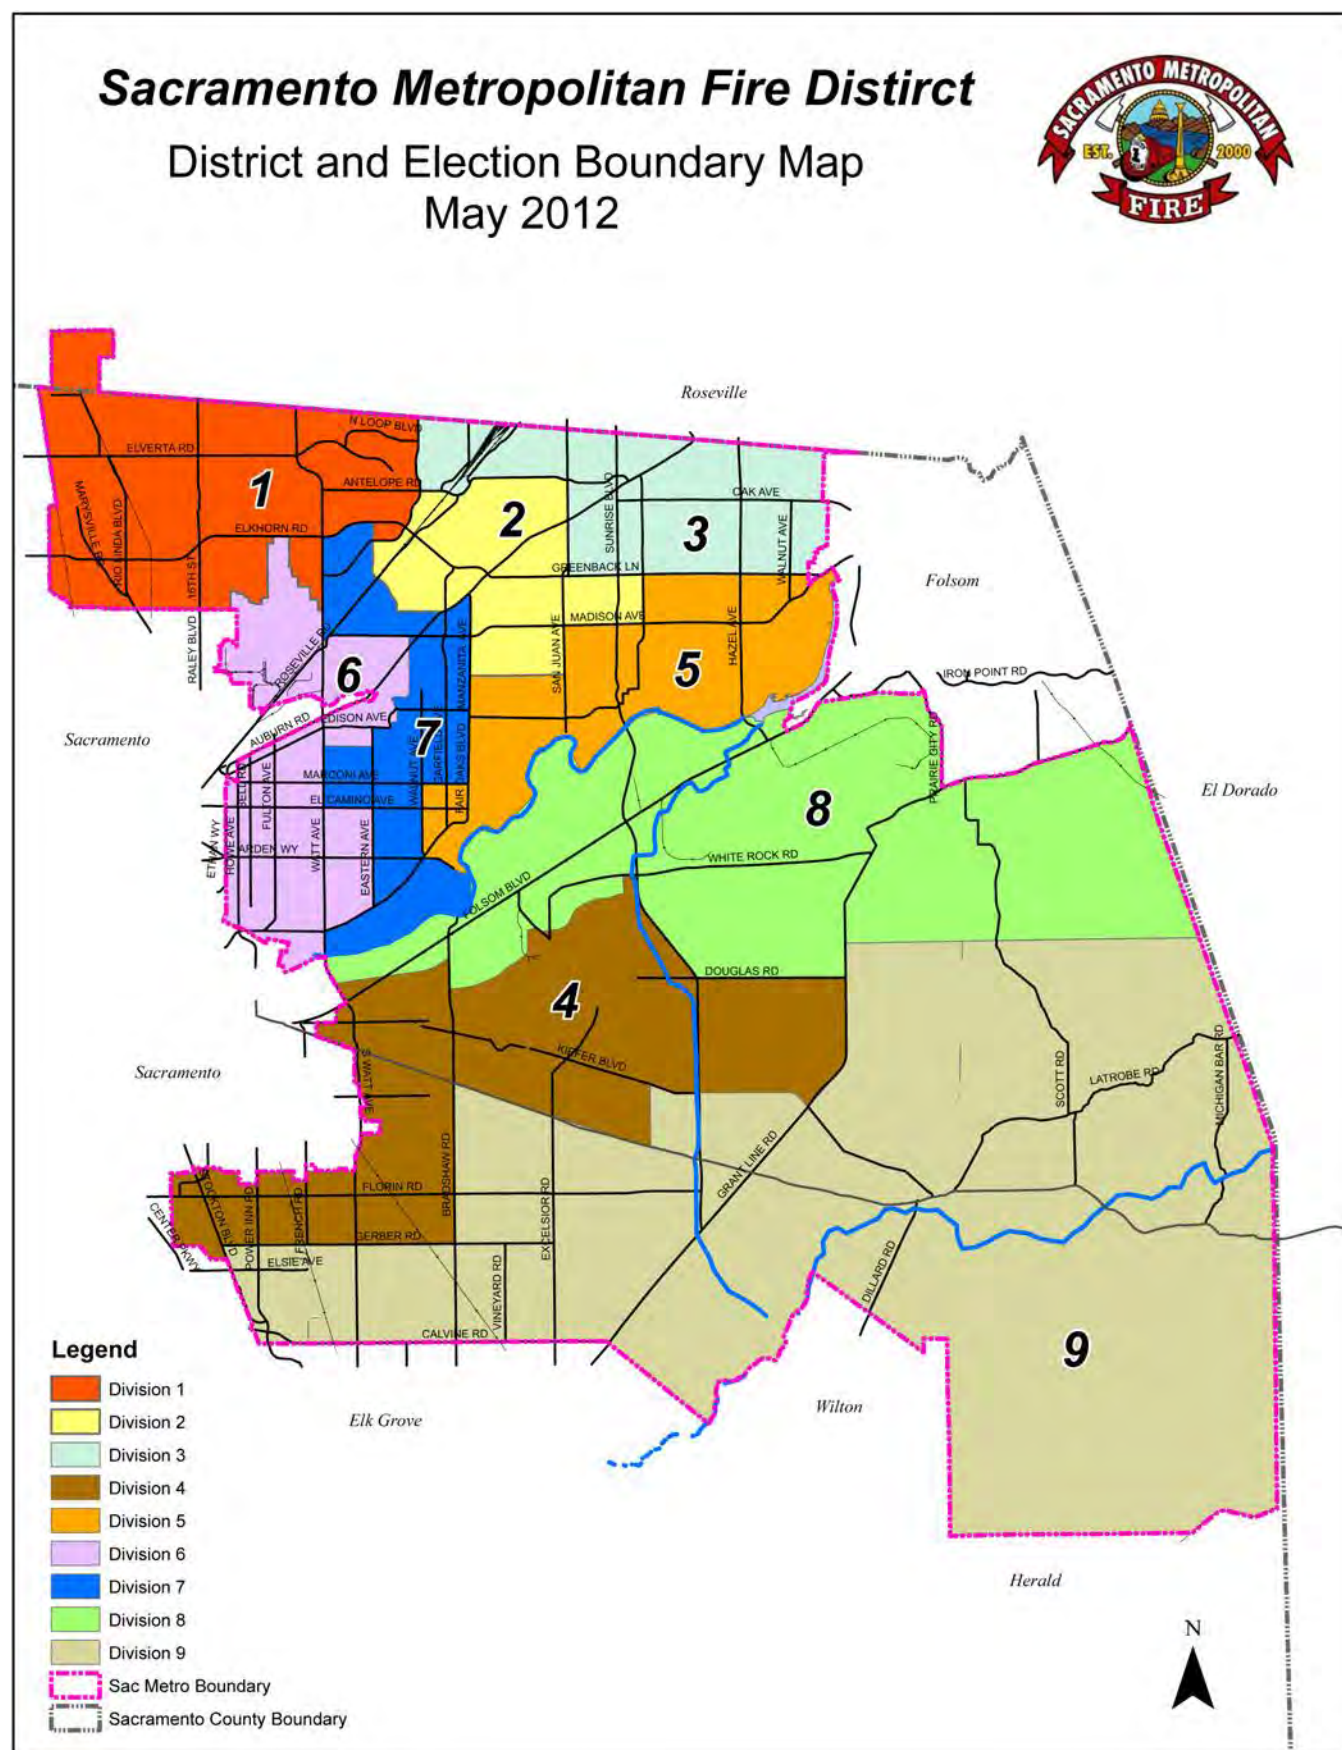 Sacramento Metropolitan Fire Distirct
District and Election Boundary Map
May 2012
SACRAMENTO METROPOLITAN
EST. 2000
FIRE
Roseville
N LOOP BLVD
ELVERTA RD
1
ANTELOPE RD
MARYSVILLE BL
RIO LINDA BLVD
ELKHORN RD
2
SUNRISE BLVD
OAK AVE
3
WALNUT AVE
16TH ST
GREENBACK LN
Folsom
RALEY BLVD
ROSEVILLE RD
MADISON AVE
SAN JUAN AVE
HAZEL AVE
MANZANITA AVE
6
5
IRON POINT RD
Sacramento
AUBURN RD
EDISON AVE
7
WALNUT AVE
GARFIELD
FAIR OAKS BLVD
PRAIRIE CITY RD
BELL RD
FULTON AVE
MARCONI AVE
EL CAMINO AVE
El Dorado
8
ETHAN WY
HOWE AVE
ARDEN WY
WATT AVE
EASTERN AVE
WHITE ROCK RD
FOLSOM BLVD
DOUGLAS RD
4
KIEFER BLVD
Sacramento
S WATT AVE
SCOTT RD
LATROBE RD
MICHIGAN BAR RD
BRADSHAW RD
GRANT LINE RD
FLORIN RD
STOCKTON BLVD
POWER INN RD
FRENCH RD
CENTER PKWY
GERBER RD
EXCELSIOR RD
ELSIE AVE
VINEYARD RD
DILLARD RD
CALVINE RD
9
Elk Grove
Wilton
Herald
N
Legend
Division 1
Division 2
Division 3
Division 4
Division 5
Division 6
Division 7
Division 8
Division 9
Sac Metro Boundary
Sacramento County Boundary